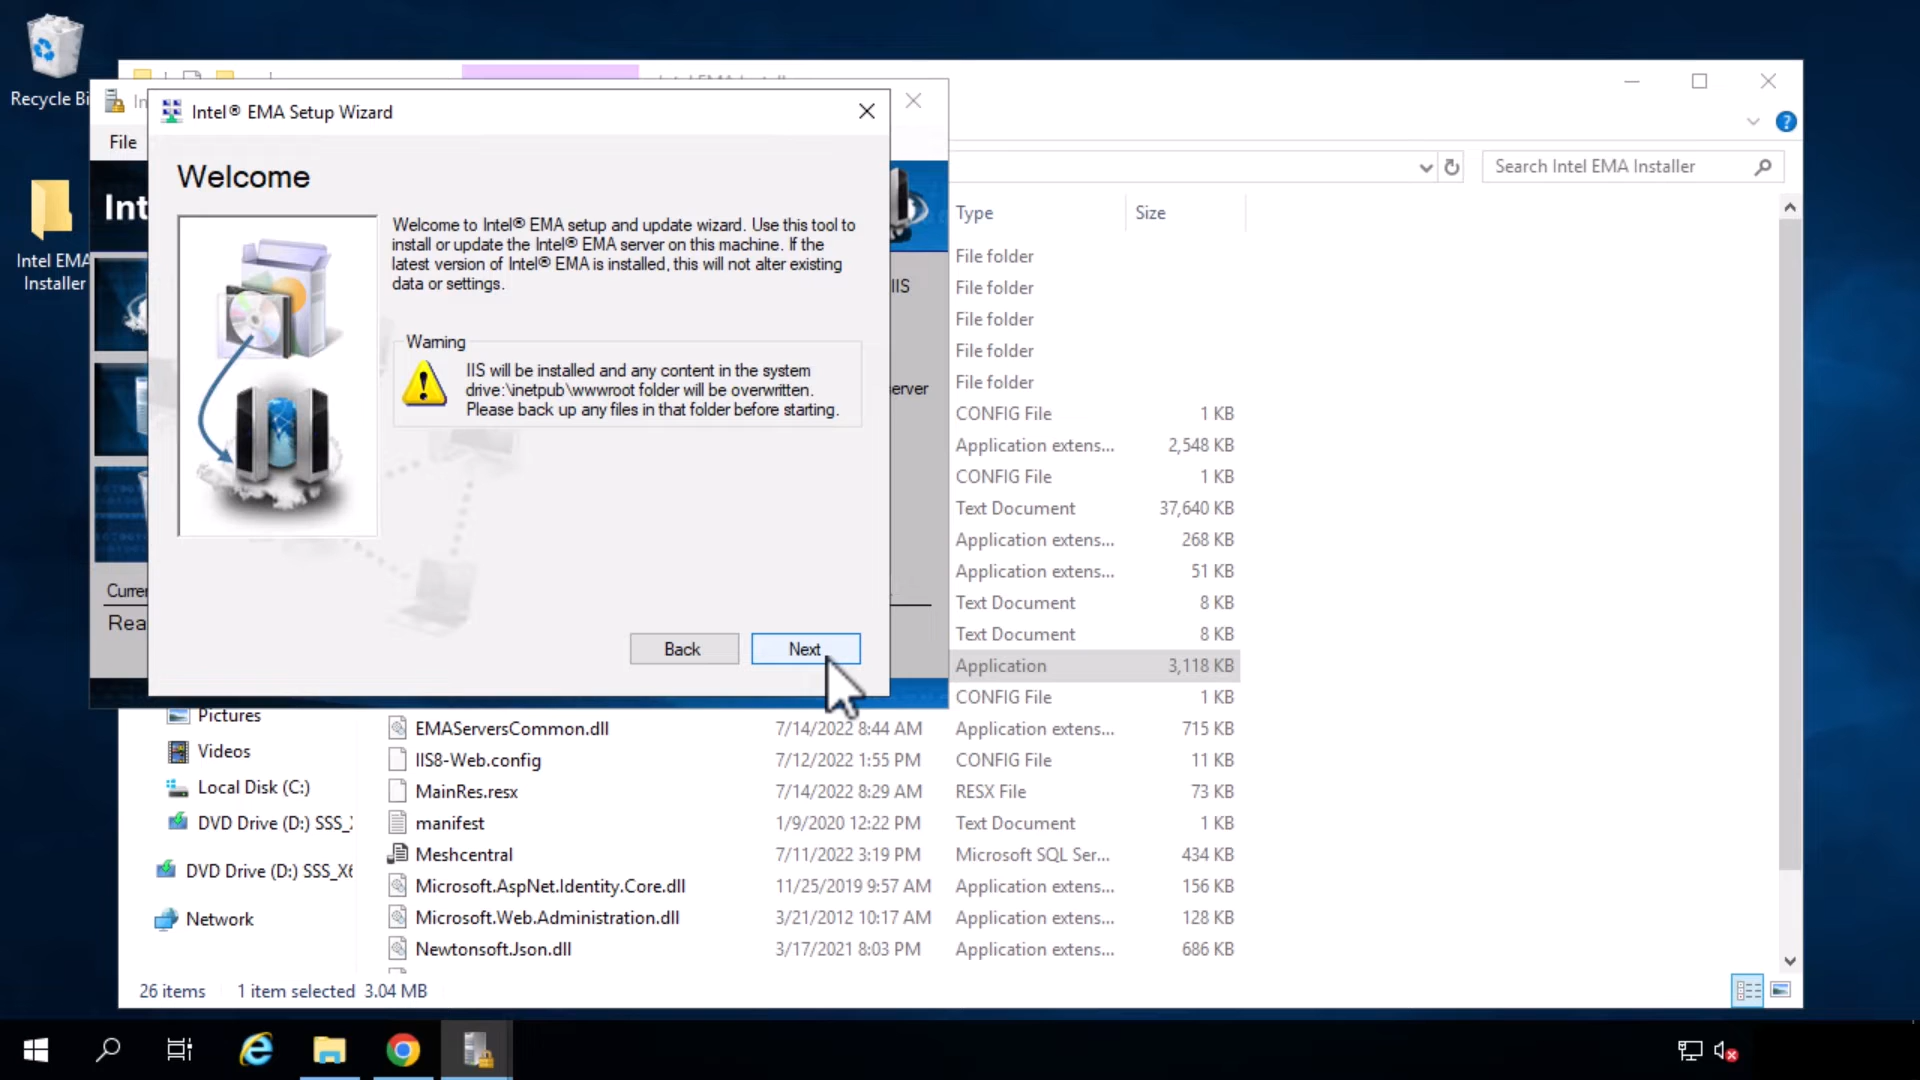 Recycle Bi
Intel EMA
Installer
File
Int
Intel® EMA Setup Wizard
Welcome
Welcome to Intel® EMA setup and update wizard. Use this tool to
install or update the Intel® EMA server on this machine. If the
latest version of Intel® EMA is installed, this will not alter existing
data or settings.
Warning
IIS will be installed and any content in the system
drive:\inetpub\wwwroot folder will be overwritten.
Please back up any files in that folder before starting.
Back
Next
IIS
erver
Curre
Rea
Search Intel EMA Installer
Type Size
File folder
File folder
File folder
File folder
File folder
CONFIG File 1 KB
Application extens... 2,548 KB
CONFIG File 1 KB
Text Document 37,640 KB
Application extens... 268 KB
Application extens... 51 KB
Text Document 8 KB
Text Document 8 KB
Application 3,118 KB
CONFIG File 1 KB
EMAServersCommon.dll 7/14/2022 8:44 AM Application extens... 715 KB
IIS8-Web.config 7/12/2022 1:55 PM CONFIG File 11 KB
MainRes.resx 7/14/2022 8:29 AM RESX File 73 KB
manifest 1/9/2020 12:22 PM Text Document 1 KB
Meshcentral 7/11/2022 3:19 PM Microsoft SQL Ser... 434 KB
Microsoft.AspNet.Identity.Core.dll 11/25/2019 9:57 AM Application extens... 156 KB
Microsoft.Web.Administration.dll 3/21/2012 10:17 AM Application extens... 128 KB
Newtonsoft.Json.dll 3/17/2021 8:03 PM Application extens... 686 KB
Pictures
Videos
Local Disk (C:)
DVD Drive (D:) SSS_
DVD Drive (D:) SSS_X6
Network
26 items 1 item selected 3.04 MB